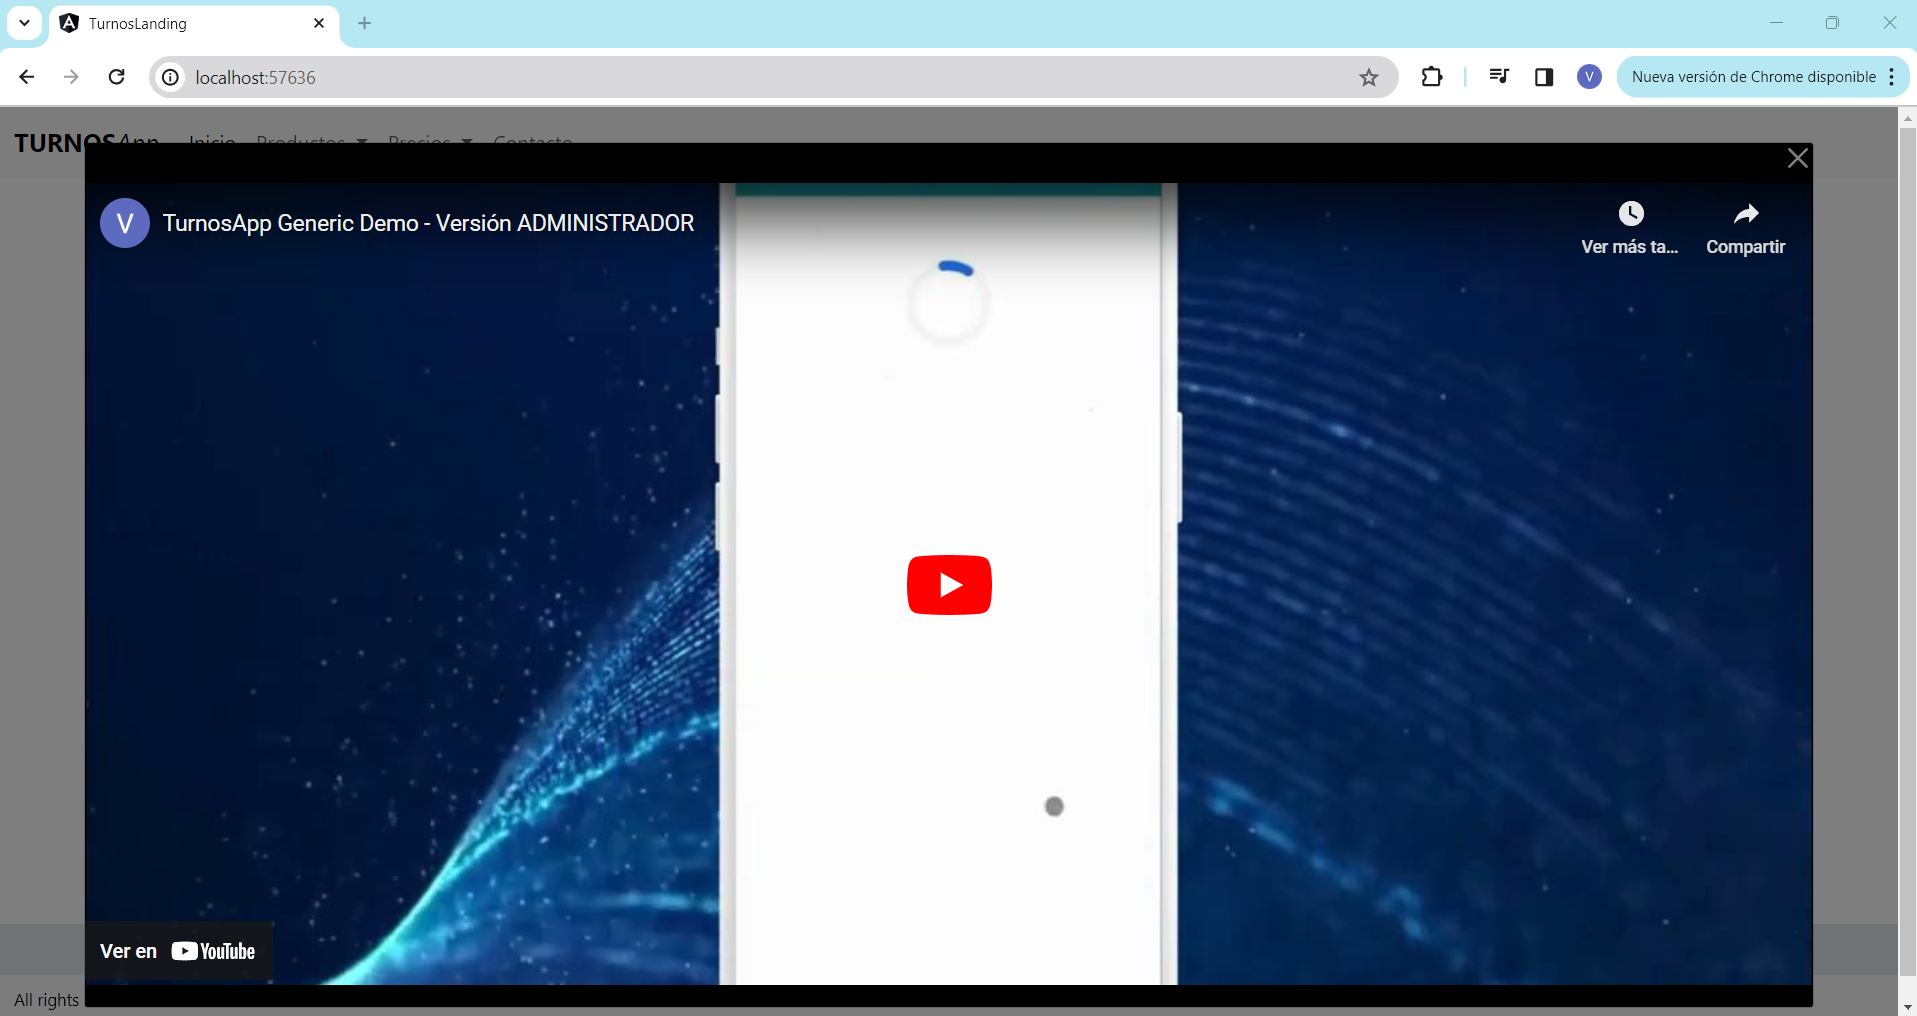 TurnosLanding
localhost:57636
V
Nueva versión de Chrome disponible
TURNOSApp Inicio Productos Precios Contacto
V
TurnosApp Generic Demo - Versión ADMINISTRADOR
Ver más ta...
Compartir
Ver en YouTube
All rights